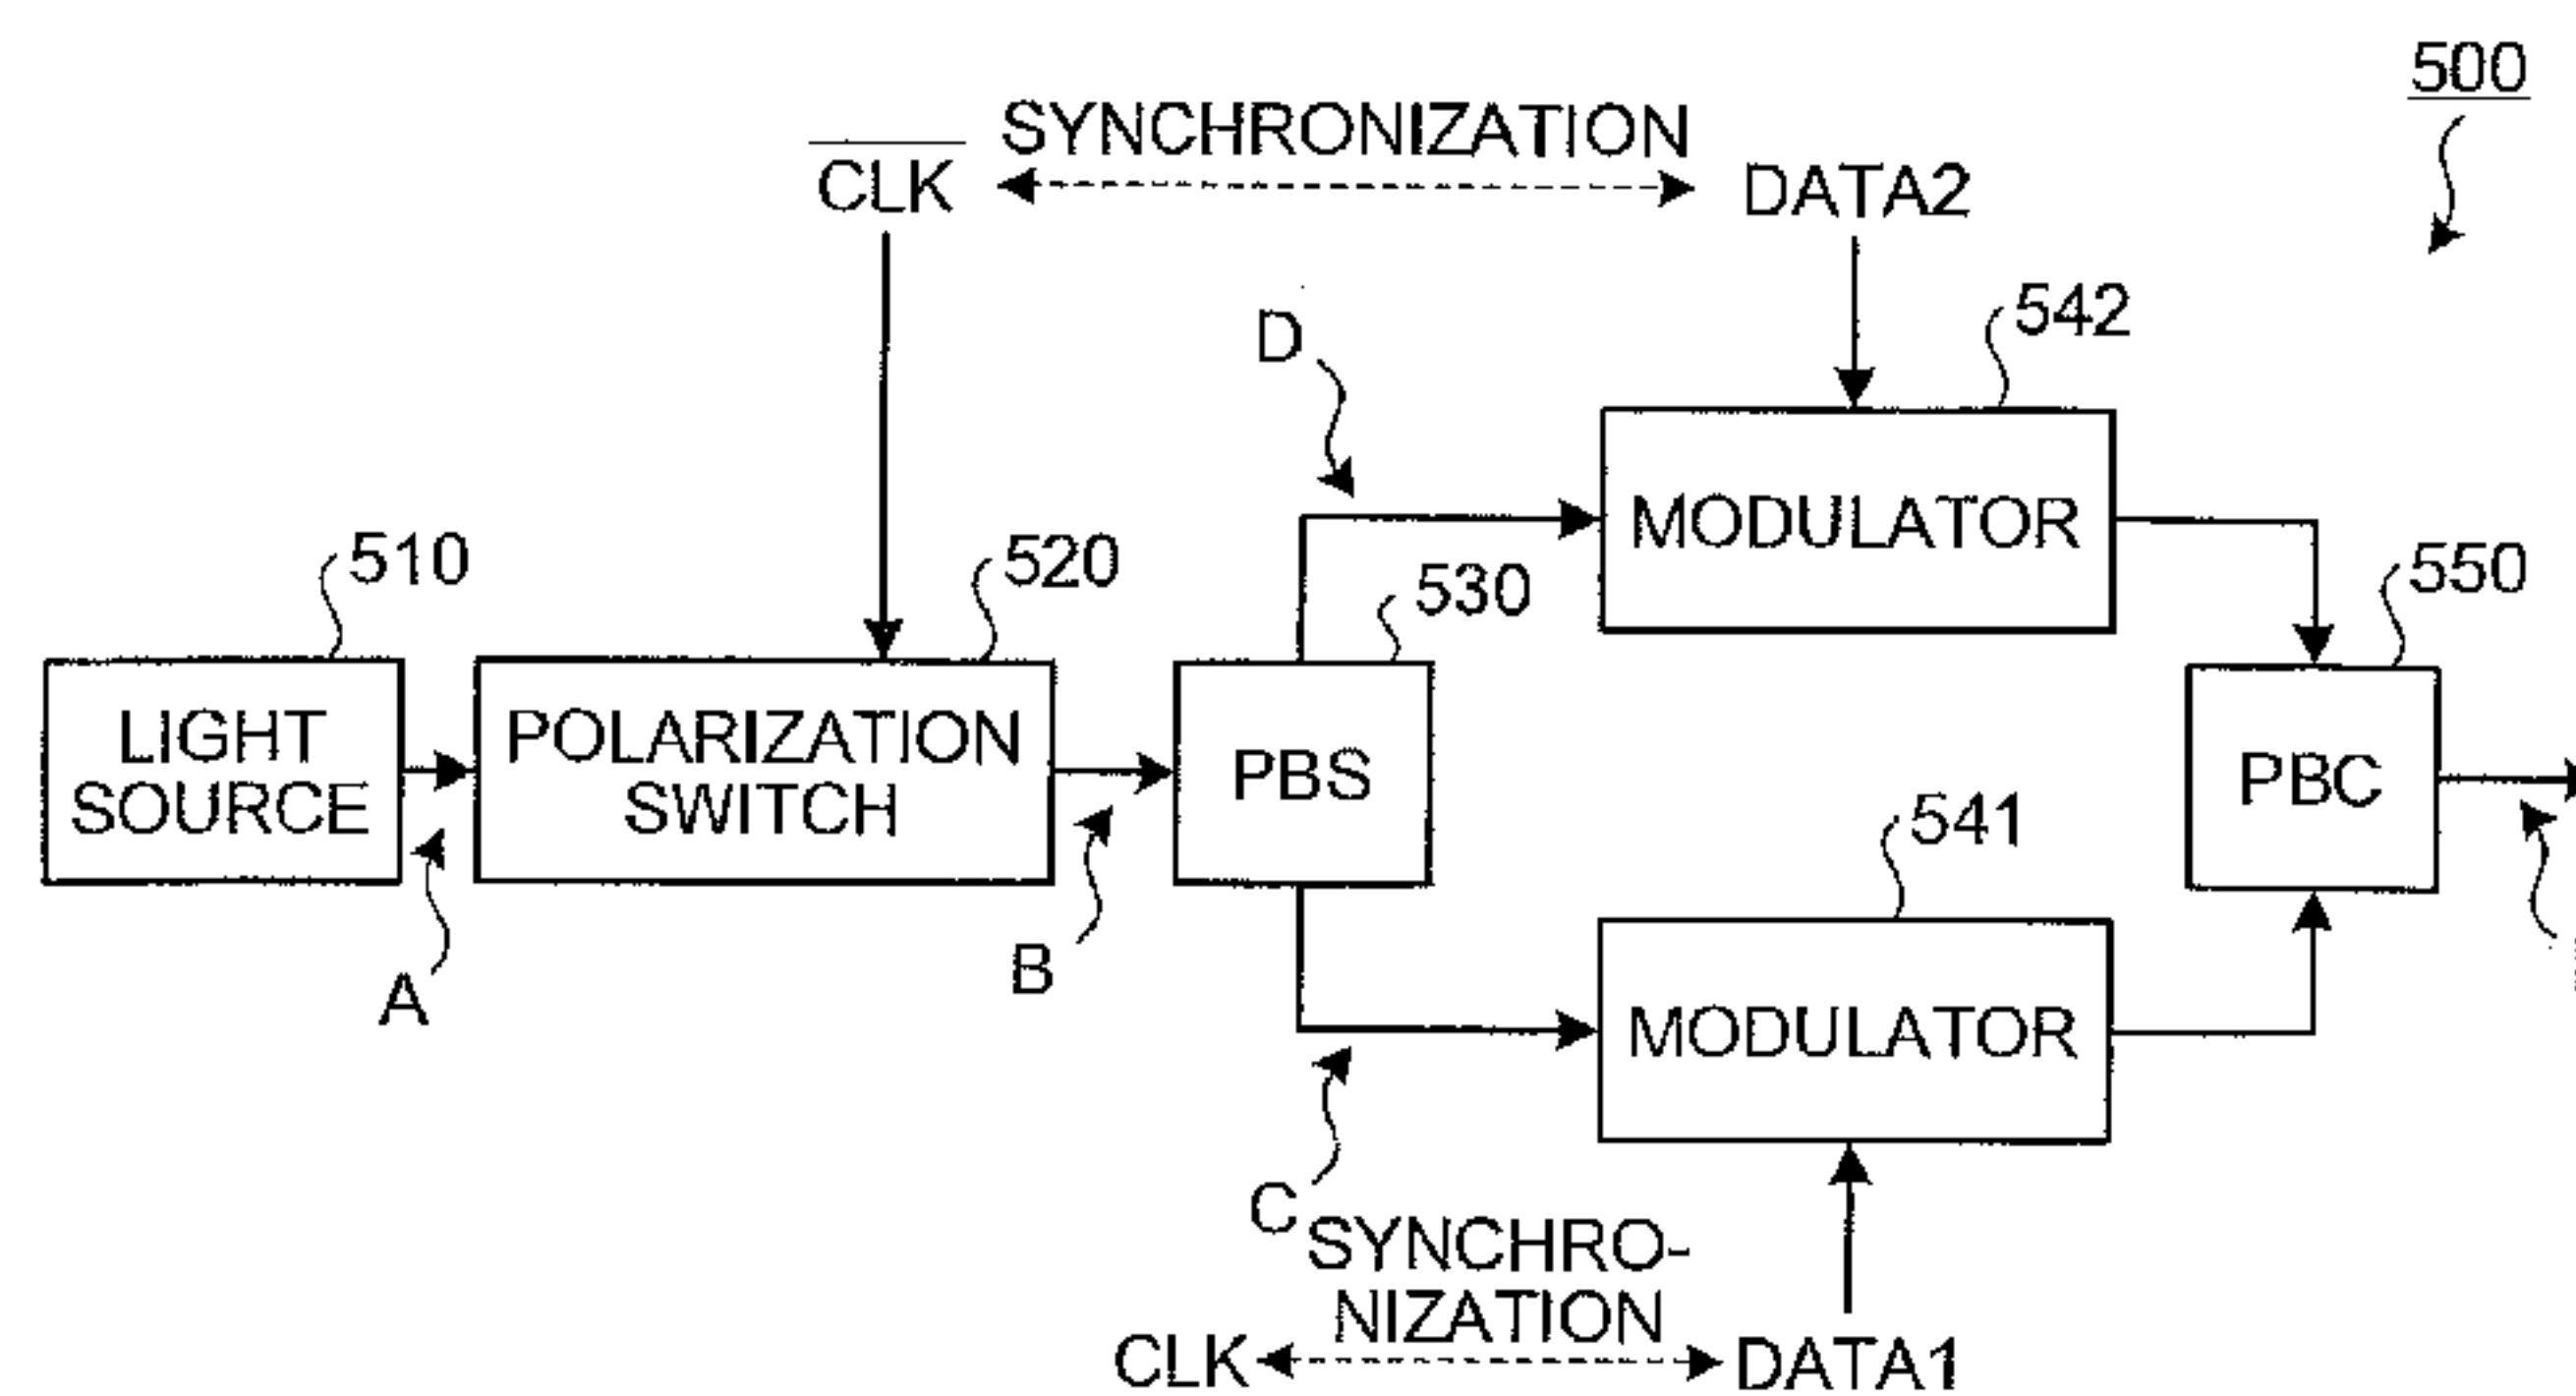 500
SYNCHRONIZATION
C̅L̅K̅
DATA2
D
542
MODULATOR
510
520
530
550
LIGHT
SOURCE
POLARIZATION
SWITCH
PBS
PBC
541
A
B
MODULATOR
C
SYNCHRO-
NIZATION
CLK
DATA1